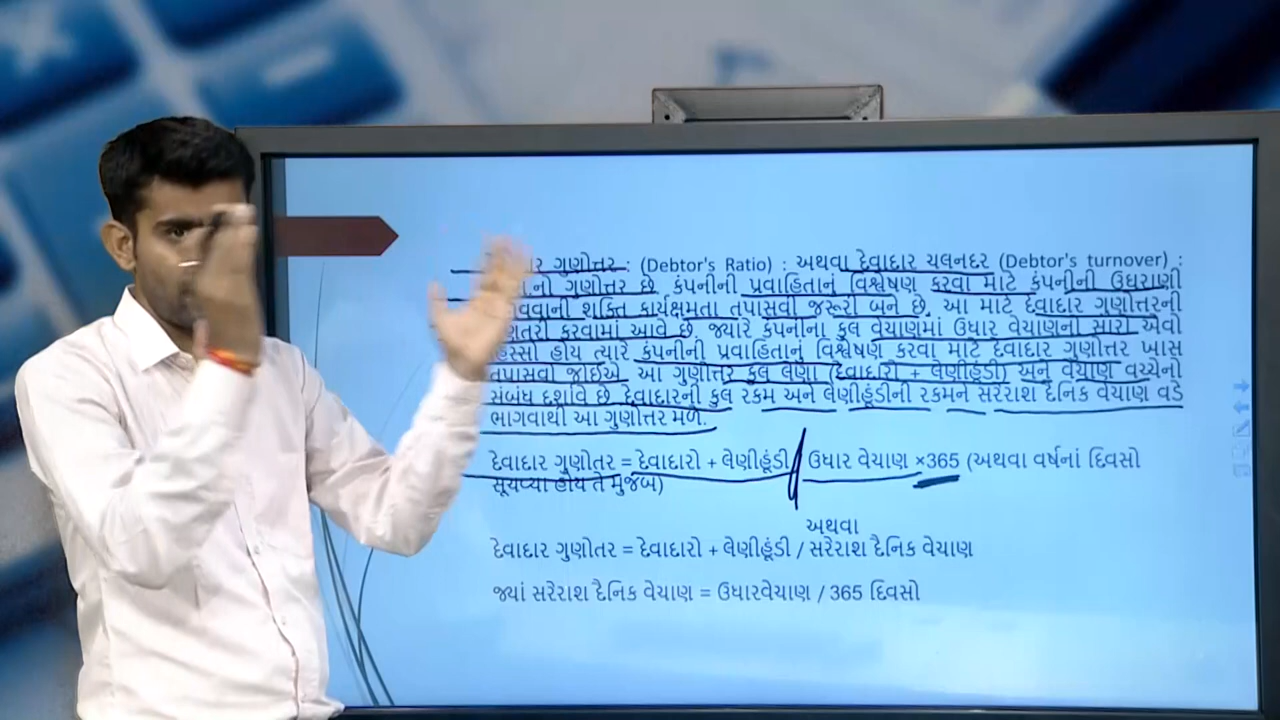 ગુણોત્તર : (Debtor's Ratio) : અથવા દેવાદાર ચલનદર (Debtor's turnover) :
ગુણોત્તર છે. કંપનીની પ્રવાહિતાનું વિશ્લેષણ કરવા માટે કંપનીની ઉઘરાણી
શક્તિ કાર્યક્ષમતા તપાસવી જરૂરી બને છે. આ માટે દેવાદાર ગુણોત્તરની
કરવામાં આવે છે. જ્યારે કંપનીના કુલ વેચાણમાં ઉધાર વેચાણનો સારો એવો
હોય ત્યારે કંપનીની પ્રવાહિતાનું વિશ્લેષણ કરવા માટે દેવાદાર ગુણોત્તર ખાસ
તપાસવો જોઈએ. આ ગુણોત્તર કુલ લેણા (દેવાદારો + લેણીહૂંડી) અને વેચાણ વચ્ચેનો
સંબંધ દર્શાવે છે. દેવાદારની કુલ રકમ અને લેણીહૂંડીની રકમને સરેરાશ દૈનિક વેચાણ વડે
ભાગવાથી આ ગુણોત્તર મળે.
દેવાદાર ગુણોતર = દેવાદારો + લેણીહૂંડી / ઉધાર વેચાણ ×365 (અથવા વર્ષનાં દિવસો
સૂચવ્યા હોય તે મુજબ)
અથવા
દેવાદાર ગુણોતર = દેવાદારો + લેણીહૂંડી / સરેરાશ દૈનિક વેચાણ
જ્યાં સરેરાશ દૈનિક વેચાણ = ઉધારવેચાણ / 365 દિવસો